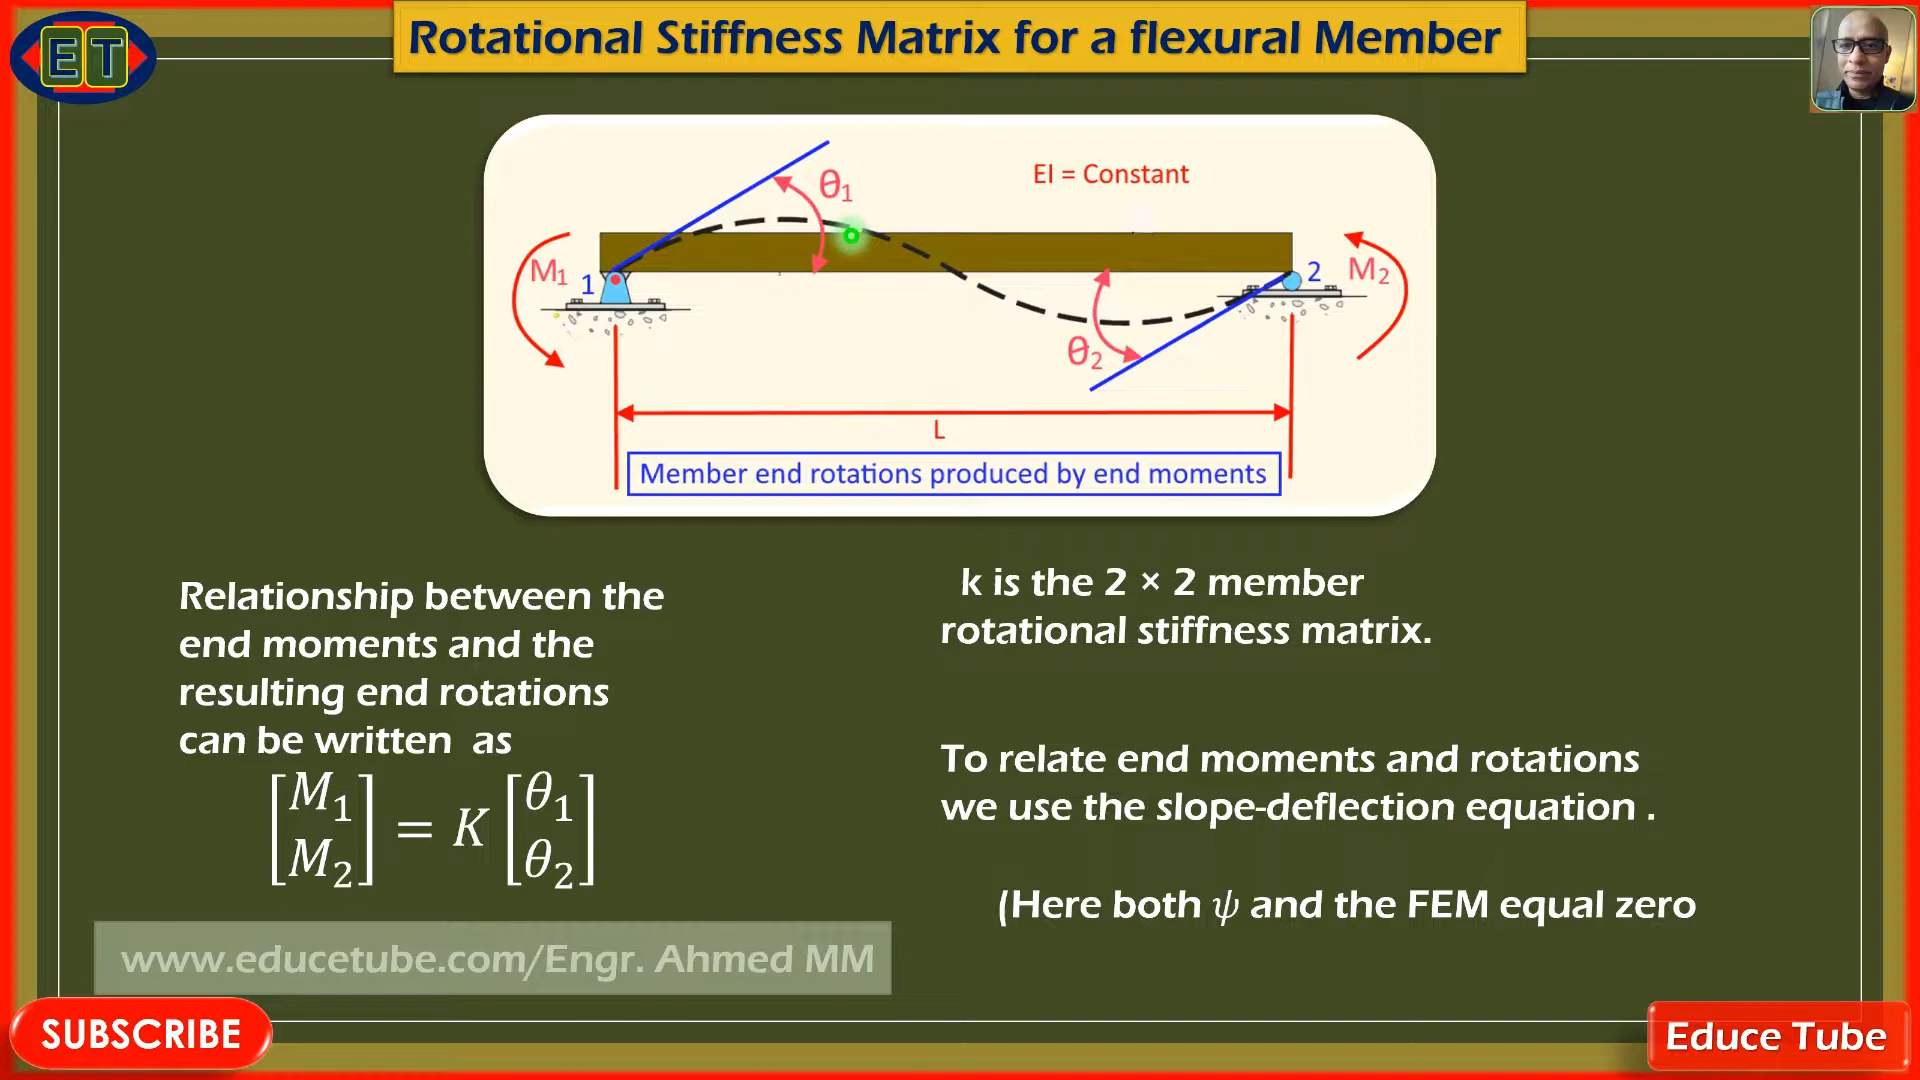 ET
Rotational Stiffness Matrix for a flexural Member
θ₁
EI = Constant
M₁
1
2
M₂
θ₂
L
Member end rotations produced by end moments
Relationship between the
end moments and the
resulting end rotations
can be written as
[M₁ M₂] = K [θ₁ θ₂]
k is the 2 × 2 member
rotational stiffness matrix.
To relate end moments and rotations
we use the slope-deflection equation .
(Here both ψ and the FEM equal zero
www.educetube.com/Engr. Ahmed MM
SUBSCRIBE
Educe Tube